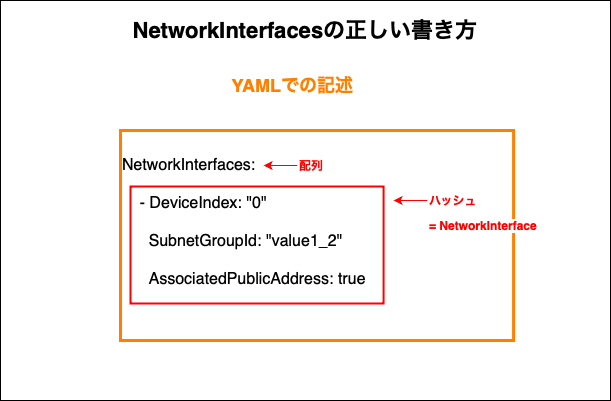 NetworkInterfacesの正しい書き方
YAMLでの記述
NetworkInterfaces:
配列
- DeviceIndex: "0"
ハッシュ
= NetworkInterface
SubnetGroupId: "value1_2"
AssociatedPublicAddress: true